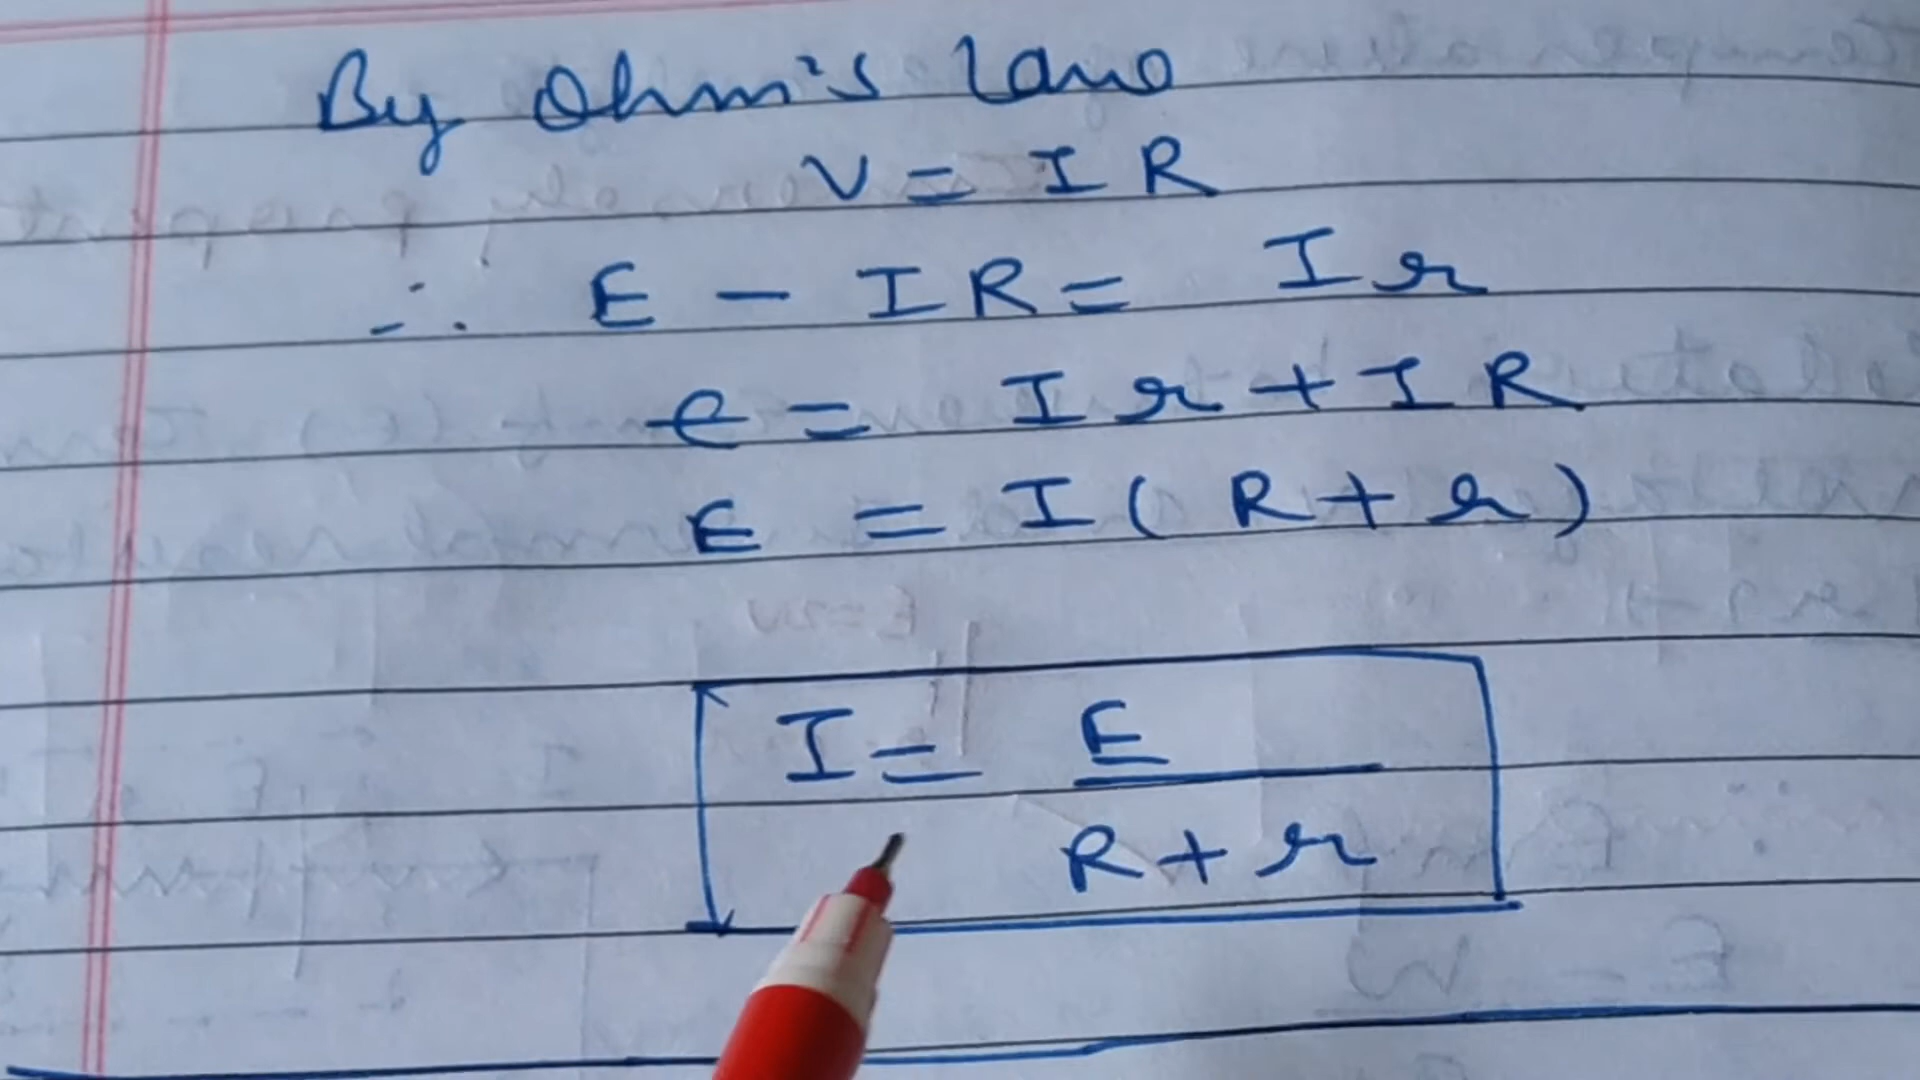 By Ohm's law
V = IR
∴ E - IR = Ir
e = Ir + IR
E = I(R+r)
I = E
R+r